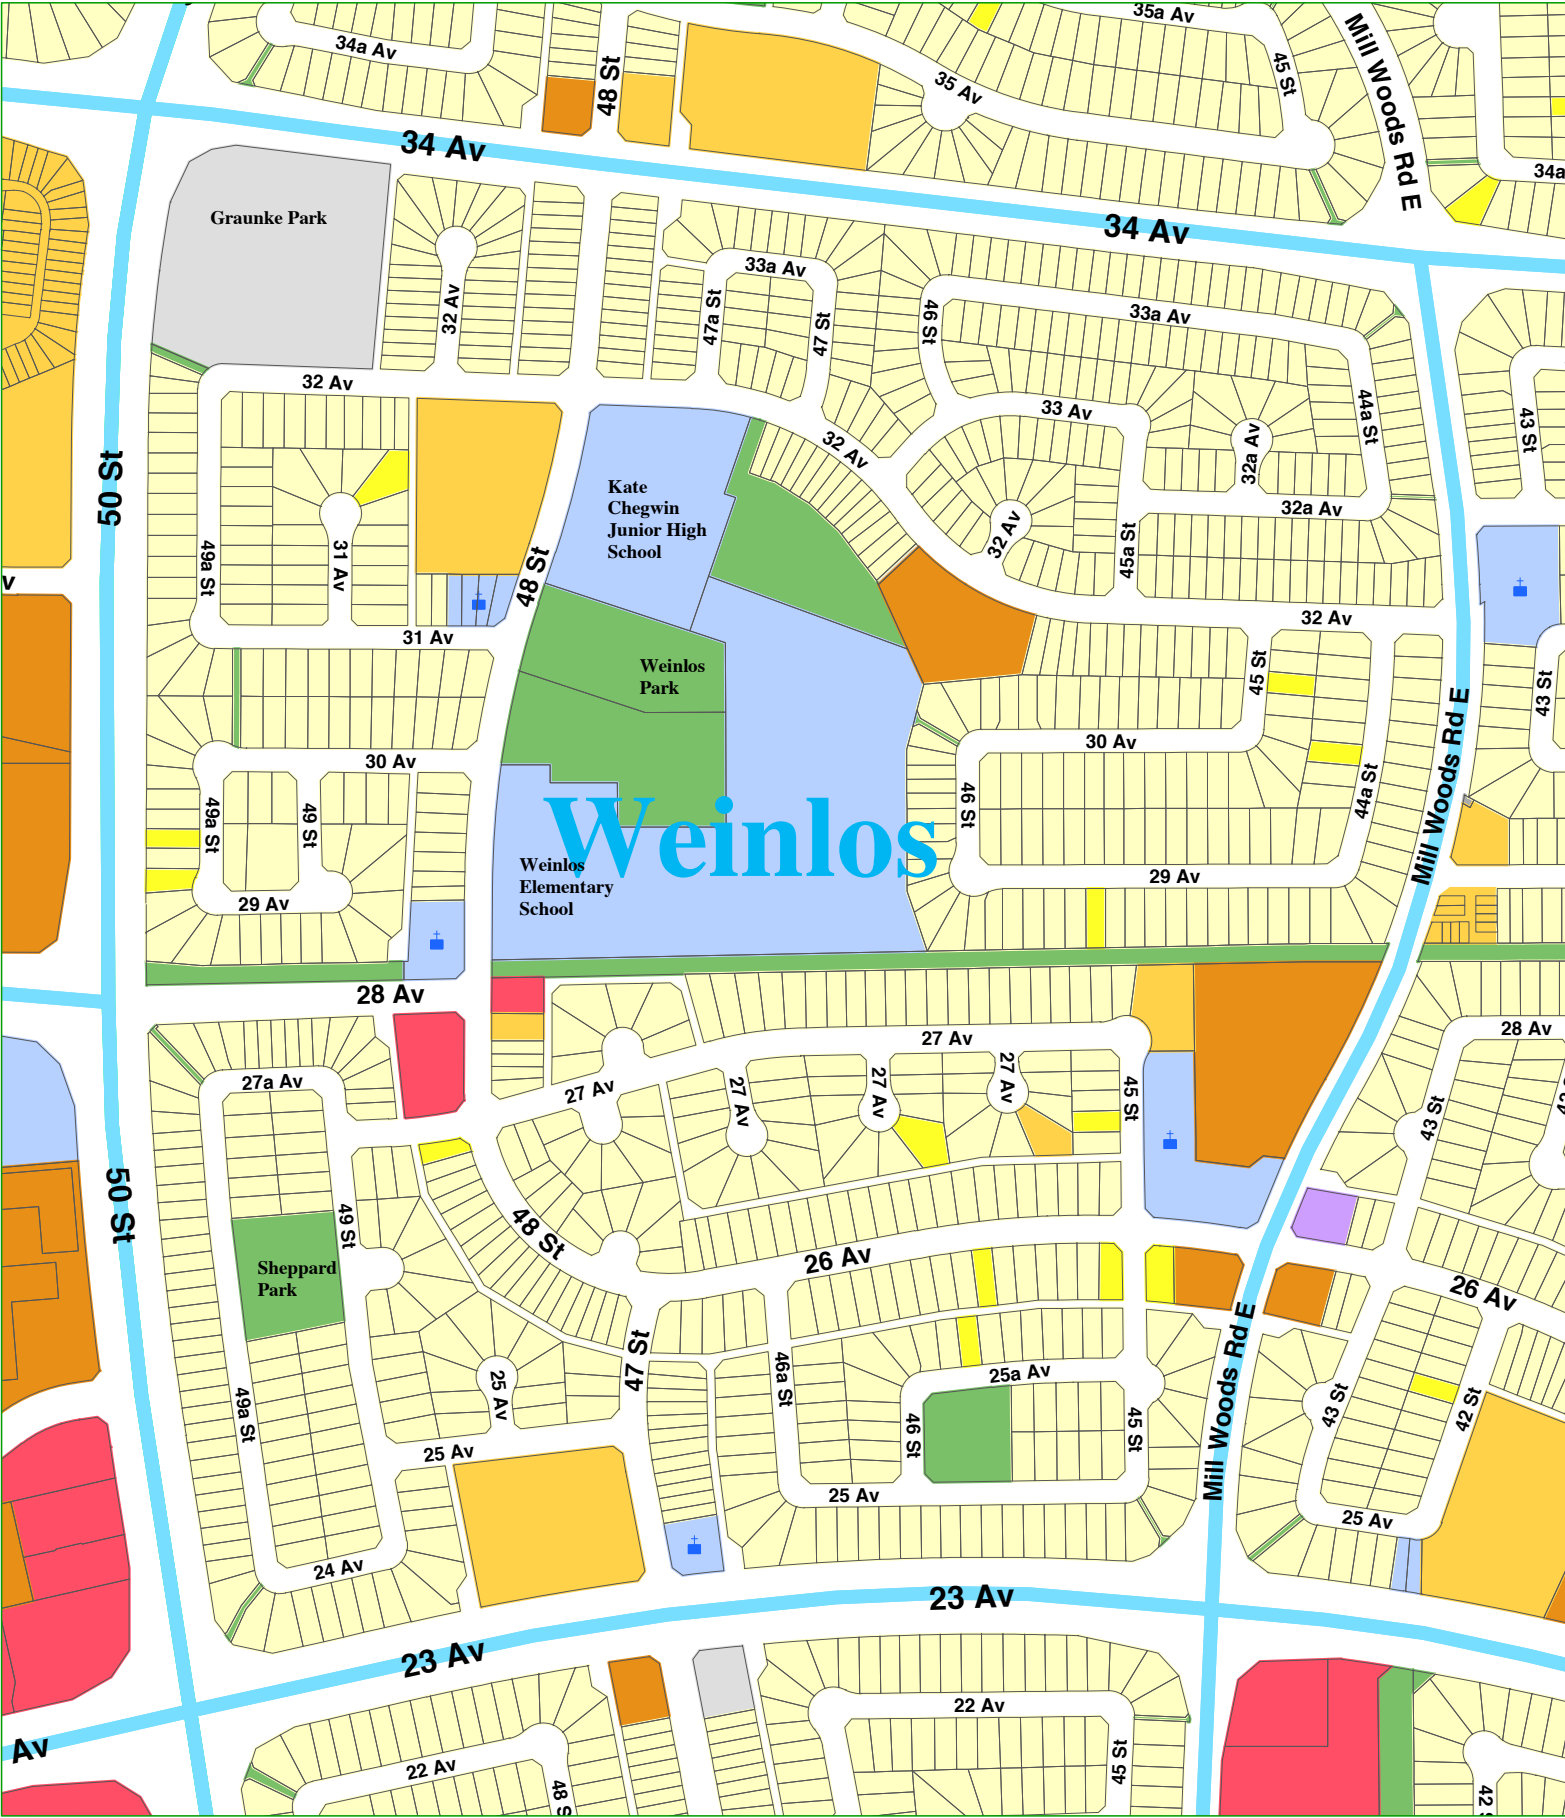 35a Av
34a Av
45 St
Mill Woods Rd E
48 St
35 Av
34 Av
34a
Graunke Park
34 Av
33a Av
32 Av
47a St
47 St
46 St
33a Av
32 Av
33 Av
44a St
43 St
32 Av
32a Av
50 St
Kate
Chegwin
Junior High
School
32a Av
32 Av
45a St
49a St
31 Av
48 St
v
31 Av
32 Av
Weinlos
Park
45 St
43 St
30 Av
30 Av
Mill Woods Rd E
49a St
49 St
46 St
44a St
Weinlos
Weinlos
Elementary
School
29 Av
29 Av
28 Av
28 Av
27 Av
27a Av
27 Av
27 Av
27 Av
27 Av
45 St
43 St
50 St
49 St
48 St
26 Av
Sheppard
Park
26 Av
47 St
46a St
25a Av
Mill Woods Rd E
25 Av
49a St
46 St
45 St
43 St
42 St
25 Av
25 Av
25 Av
24 Av
23 Av
23 Av
22 Av
Av
22 Av
45 St
48 S
42